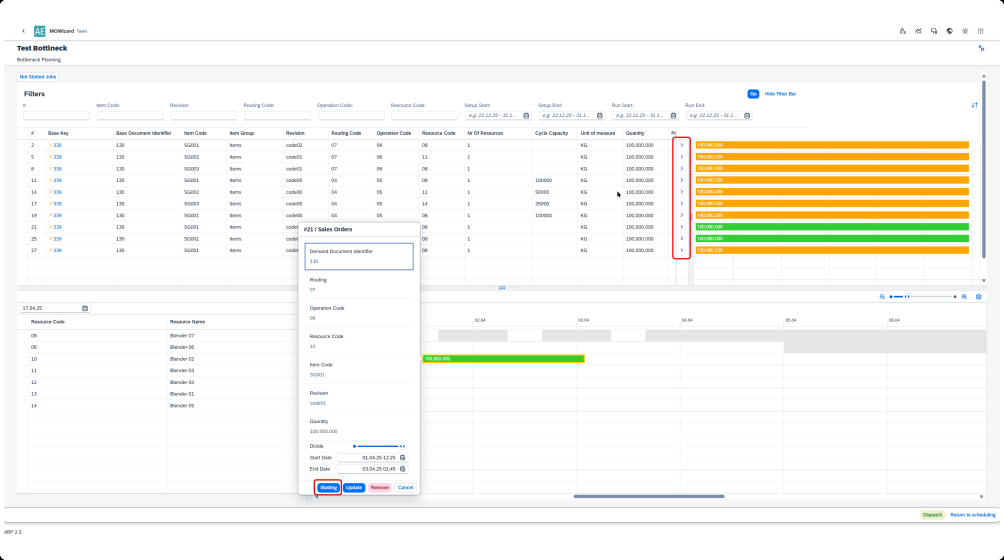 AE MOWizard Tasks
Test Bottleneck
Bottleneck Planning
Not Slotted Jobs
Filters
Go Hide Filter Bar
#: Item Code: Revision: Routing Code: Operation Code: Resource Code: Setup Start: Setup End: Run Start: Run End:
e.g. 22.12.25 – 31.1... e.g. 22.12.25 – 31.1... e.g. 22.12.25 – 31.1... e.g. 22.12.25 – 31.1...
# Base Key Base Document Identifier Item Code Item Group Revision Routing Code Operation Code Resource Code Nr Of Resources Cycle Capacity Unit of measure Quantity
2 339 130 SG001 Items code02 07 06 08 1 KG 100,000.000 100,000.000
5 339 130 SG002 Items code01 07 06 11 1 KG 100,000.000 100,000.000
8 339 130 SG003 Items code01 07 06 08 1 KG 100,000.000 100,000.000
11 339 130 SG001 Items code00 04 05 08 1 100000 KG 100,000.000 100,000.000
14 339 130 SG002 Items code00 04 05 11 1 50000 KG 100,000.000 100,000.000
17 339 130 SG003 Items code00 04 05 14 1 25000 KG 100,000.000 100,000.000
19 339 130 SG001 Items code00 04 05 08 1 100000 KG 100,000.000 100,000.000
21 339 130 SG001 Items 08 1 KG 100,000.000 100,000.000
25 339 130 SG001 Items 09 1 KG 100,000.000 100,000.000
27 339 130 SG001 Items 08 1 KG 100,000.000 100,000.000
#21 / Sales Orders
Demand Document Identifier
130
Routing
07
Operation Code
06
Resource Code
10
Item Code
SG001
Revision
code01
Quantity
100,000.000
Divide
Start Date 01.04.25 12:25
End Date 03.04.25 01:45
Slotting Update Remove Cancel
17.04.25
Resource Code Resource Name 02.04 03.04 04.04 05.04 06.04
09 Blender 07
08 Blender 06
10 Blender 02 100,000.000
11 Blender 03
12 Blender 04
13 Blender 01
14 Blender 05
Dispatch Return to scheduling